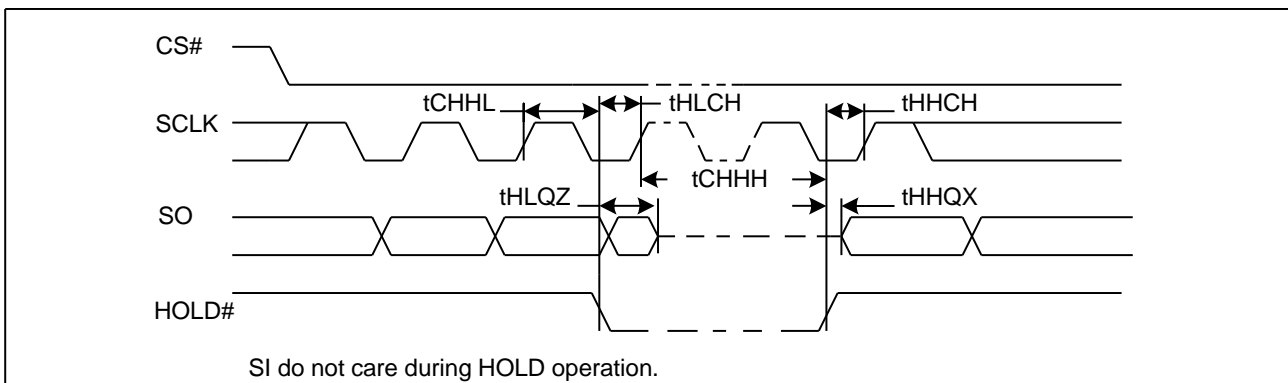 CS#
tCHHL
tHLCH
tHHCH
SCLK
tCHHH
tHLQZ
tHHQX
SO
HOLD#
SI do not care during HOLD operation.